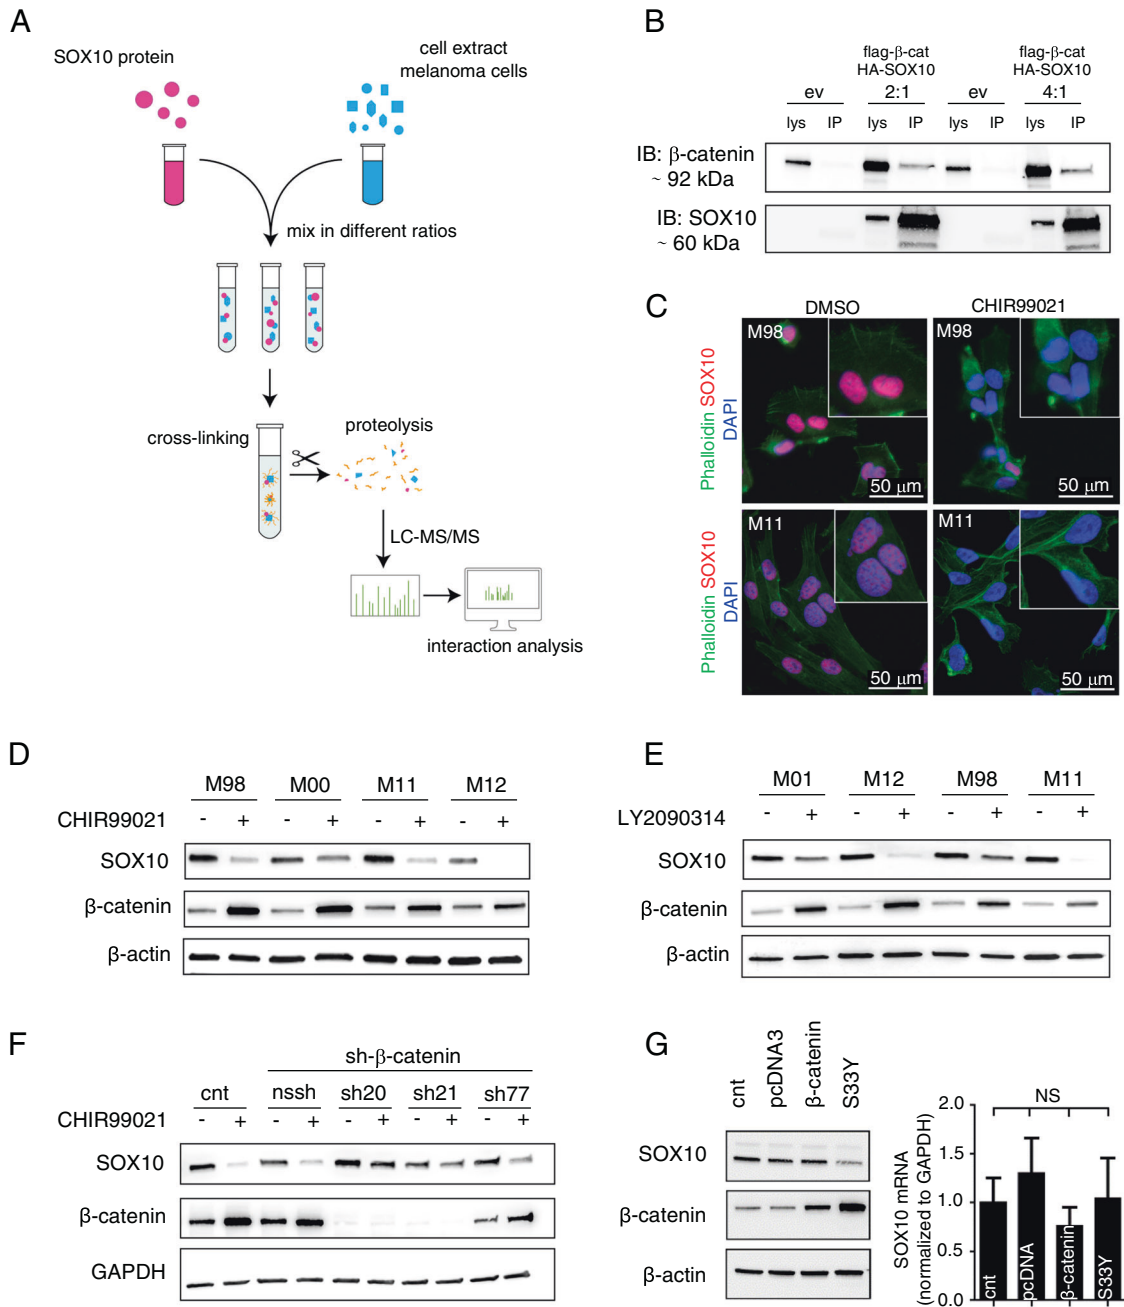 A
SOX10 protein
cell extract
melanoma cells
mix in different ratios
cross-linking
proteolysis
LC-MS/MS
interaction analysis
B
flag-β-cat
HA-SOX10
flag-β-cat
HA-SOX10
ev 2:1 ev 4:1
lys IP lys IP lys IP lys IP
IB: β-catenin
~ 92 kDa
IB: SOX10
~ 60 kDa
C
DMSO CHIR99021
Phalloidin SOX10
DAPI
M98
50 μm
M98
50 μm
Phalloidin SOX10
DAPI
M11
50 μm
M11
50 μm
D
M98 M00 M11 M12
CHIR99021 - + - + - + - +
SOX10
β-catenin
β-actin
E
M01 M12 M98 M11
LY2090314 - + - + - + - +
SOX10
β-catenin
β-actin
F
sh-β-catenin
cnt nssh sh20 sh21 sh77
CHIR99021 - + - + - + - + - +
SOX10
β-catenin
GAPDH
G
cnt
pcDNA3
β-catenin
S33Y
SOX10
β-catenin
β-actin
SOX10 mRNA
(normalized to GAPDH)
2.0
1.5
1.0
0.5
0.0
NS
cnt
pcDNA
β-catenin
S33Y